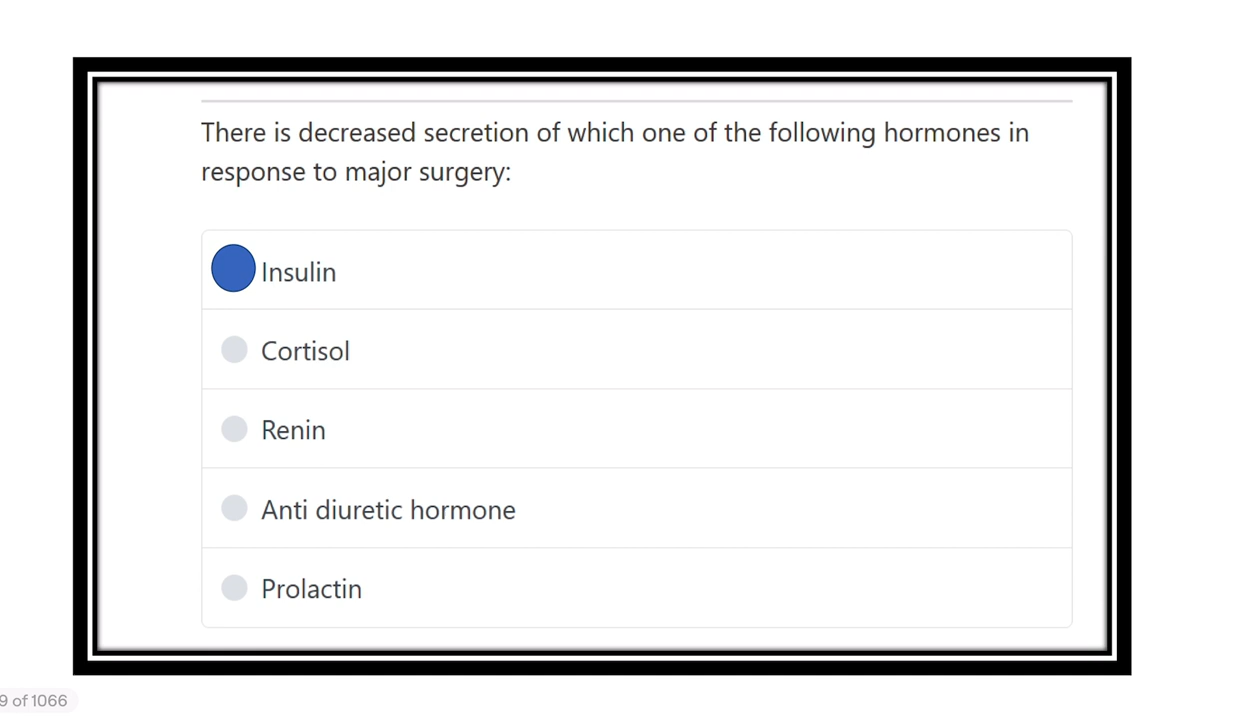 There is decreased secretion of which one of the following hormones in
response to major surgery:
Insulin
Cortisol
Renin
Anti diuretic hormone
Prolactin
9 of 1066